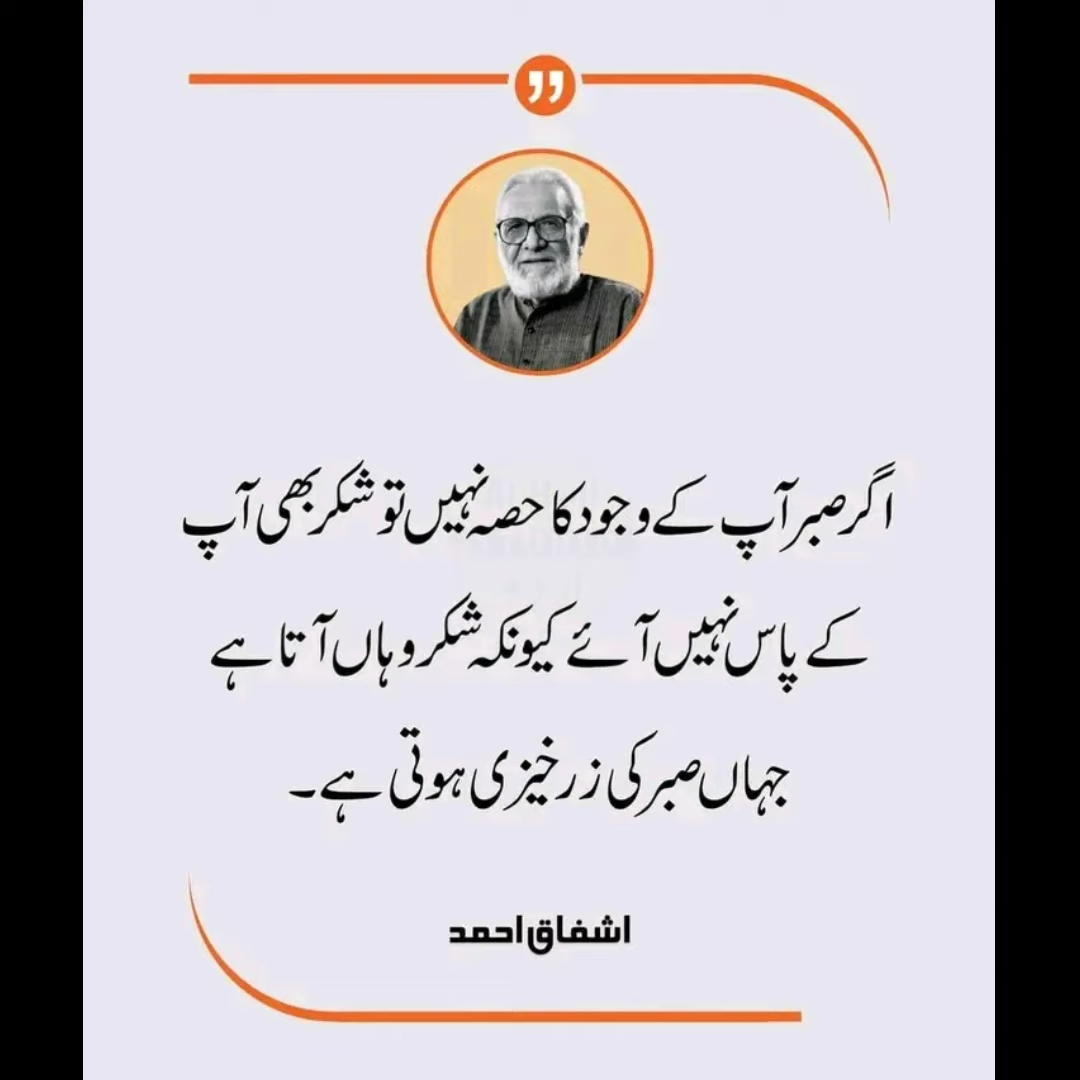 اگر صبر آپ کے وجود کا حصہ نہیں تو شکر بھی آپ
کے پاس نہیں آئے کیونکہ شکر وہاں آتا ہے
جہاں صبر کی زرخیزی ہوتی ہے۔
اشفاق احمد